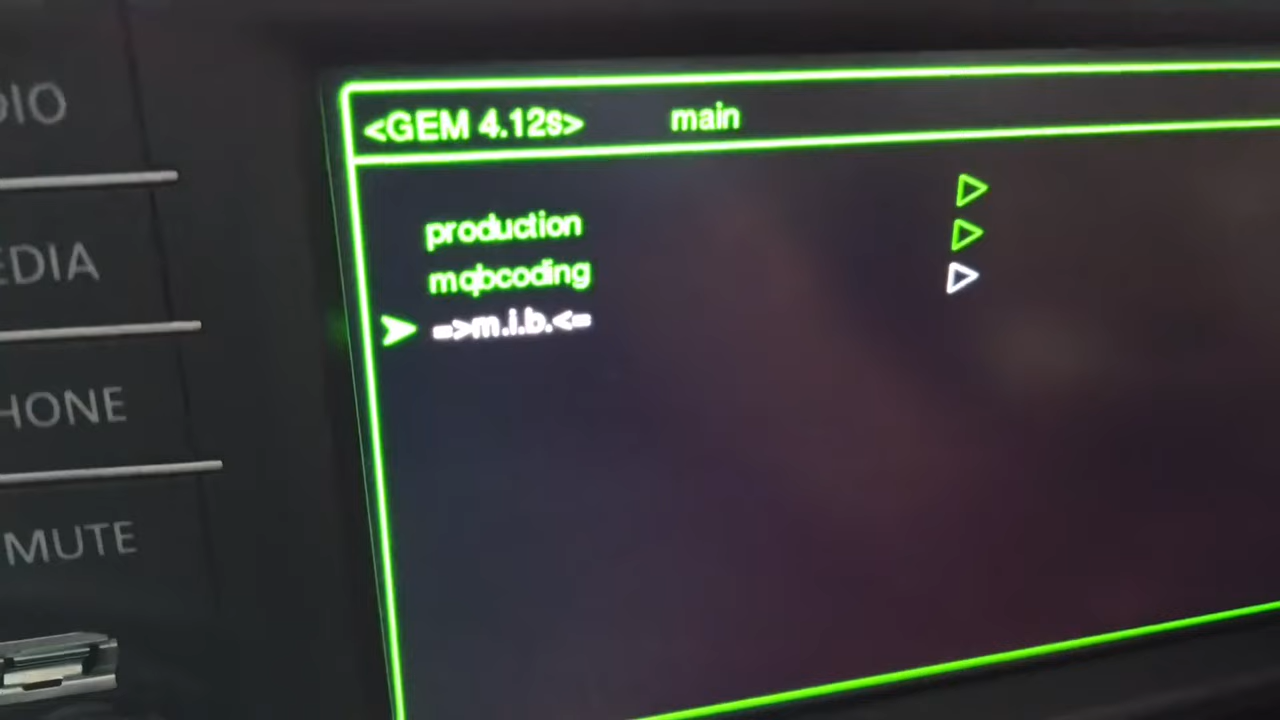 DIO
EDIA
HONE
MUTE
<GEM 4.12s> main
production
mqbcoding
=>m.i.b.<=